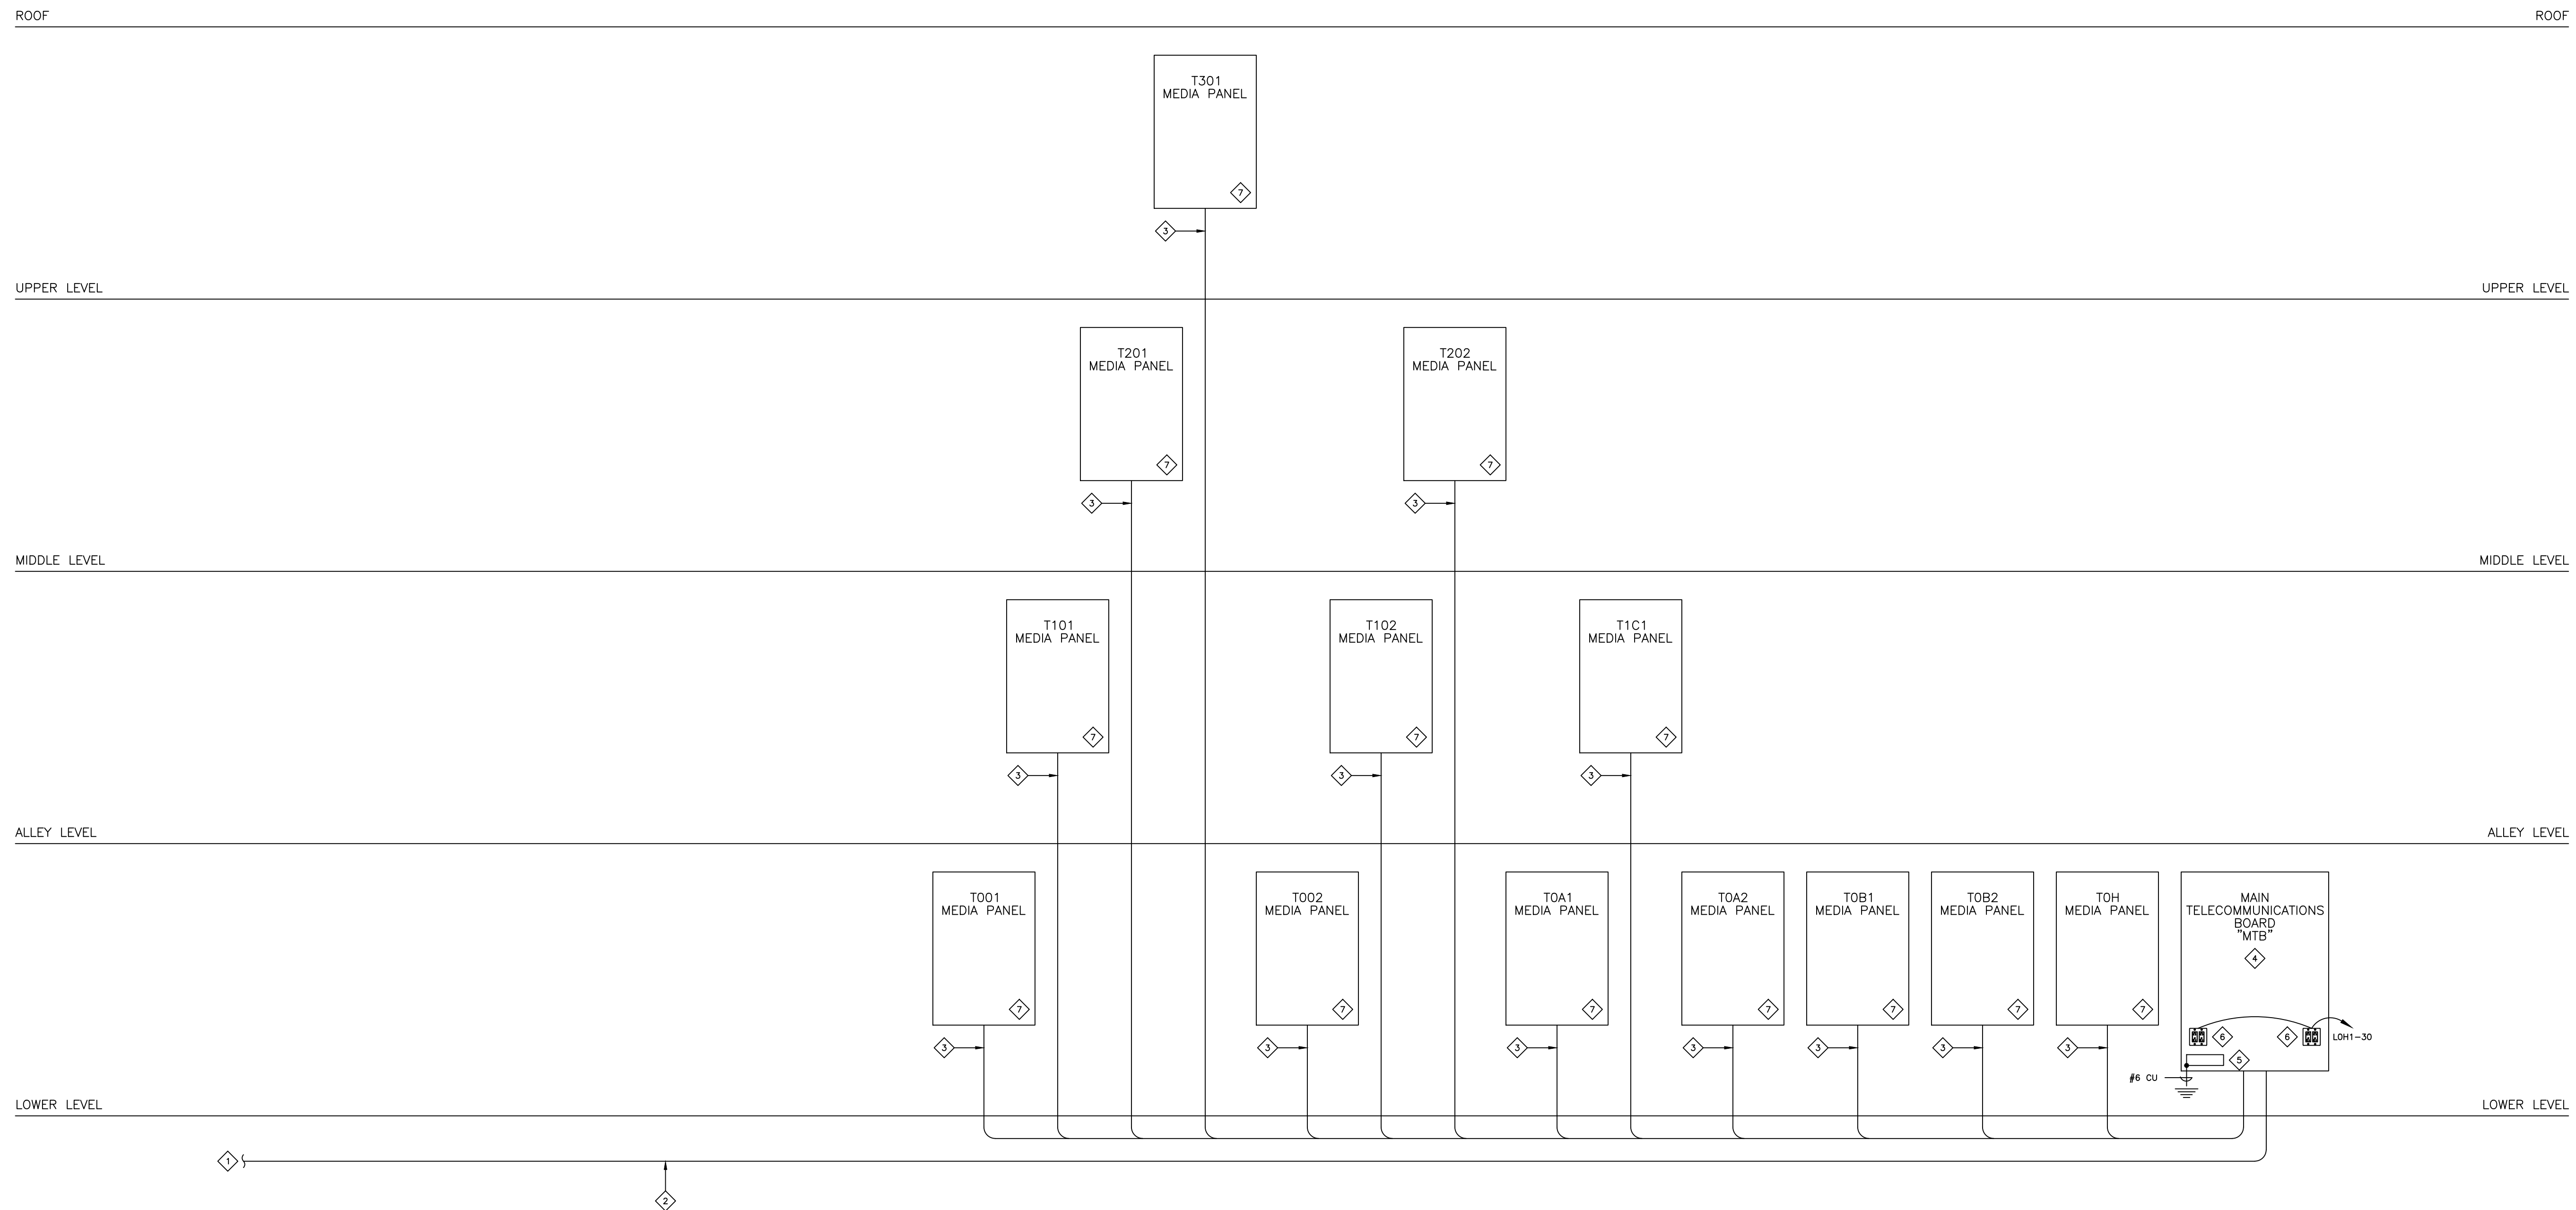 ROOF
ROOF
T301
MEDIA PANEL
7
3
UPPER LEVEL
UPPER LEVEL
T201
MEDIA PANEL
7
3
T202
MEDIA PANEL
7
3
MIDDLE LEVEL
MIDDLE LEVEL
T101
MEDIA PANEL
7
3
T102
MEDIA PANEL
7
3
T1C1
MEDIA PANEL
7
3
ALLEY LEVEL
ALLEY LEVEL
T001
MEDIA PANEL
7
3
T002
MEDIA PANEL
7
3
T0A1
MEDIA PANEL
7
3
T0A2
MEDIA PANEL
7
3
T0B1
MEDIA PANEL
7
3
T0B2
MEDIA PANEL
7
3
T0H
MEDIA PANEL
7
3
MAIN
TELECOMMUNICATIONS
BOARD
"MTB"
4
6
6
L0H1-30
5
#6 CU
LOWER LEVEL
LOWER LEVEL
1
2